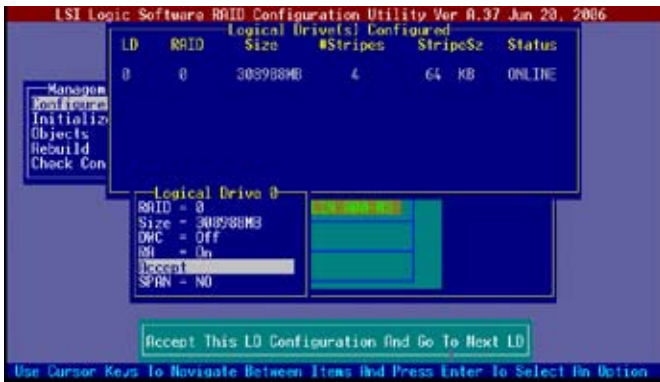 LSI Logic Software RAID Configuration Utility Ver A.37 Jun 20, 2006
Logical Drive(s) Configured
LD RAID Size #Stripes StripeSz Status
0 0 308988MB 4 64 KB ONLINE
Managem
Configure
Initializ
Objects
Rebuild
Check Con
Logical Drive 0
RAID = 0
Size = 308988MB
DWC = Off
RA = On
Accept
SPAN = NO
Accept This LD Configuration And Go To Next LD
Use Cursor Keys To Navigate Between Items And Press Enter To Select An Option